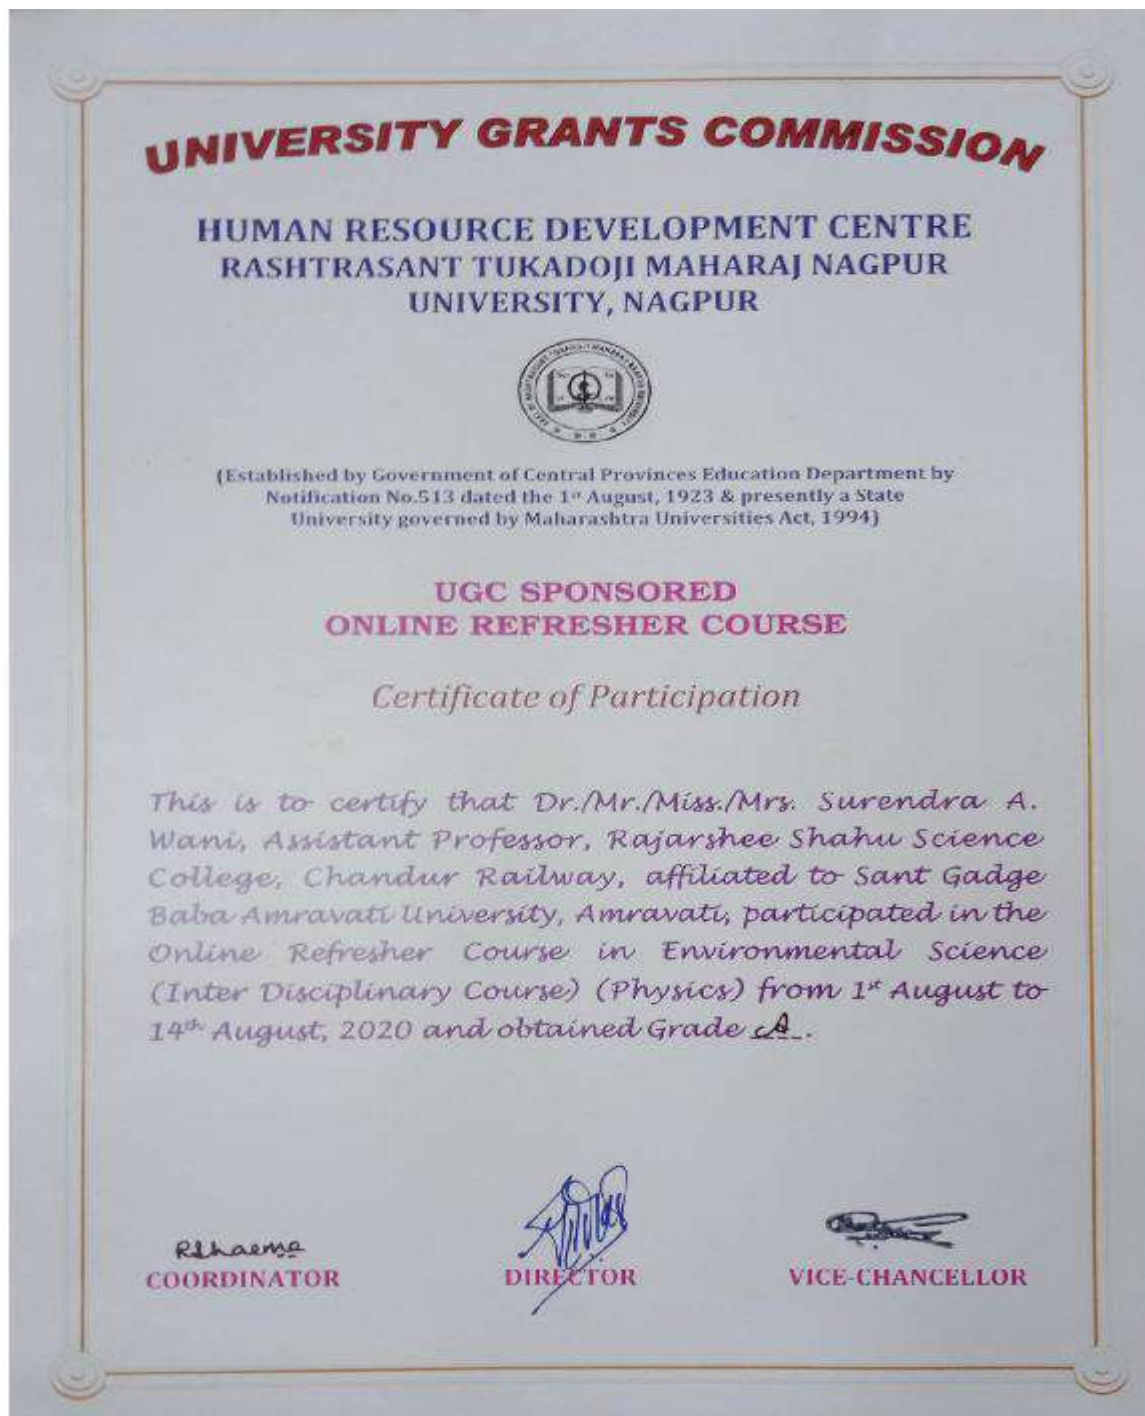 UNIVERSITY GRANTS COMMISSION
HUMAN RESOURCE DEVELOPMENT CENTRE
RASHTRASANT TUKADOJI MAHARAJ NAGPUR
UNIVERSITY, NAGPUR
{Established by Government of Central Provinces Education Department by
Notification No.513 dated the 1st August, 1923 & presently a State
University governed by Maharashtra Universities Act, 1994}
UGC SPONSORED
ONLINE REFRESHER COURSE
Certificate of Participation
This is to certify that Dr./Mr./Miss./Mrs. Surendra A.
Wani, Assistant Professor, Rajarshee Shahu Science
College, Chandur Railway, affiliated to Sant Gadge
Baba Amravati University, Amravati, participated in the
Online Refresher Course in Environmental Science
(Inter Disciplinary Course) (Physics) from 1st August to
14th August, 2020 and obtained Grade A.
COORDINATOR
DIRECTOR
VICE-CHANCELLOR